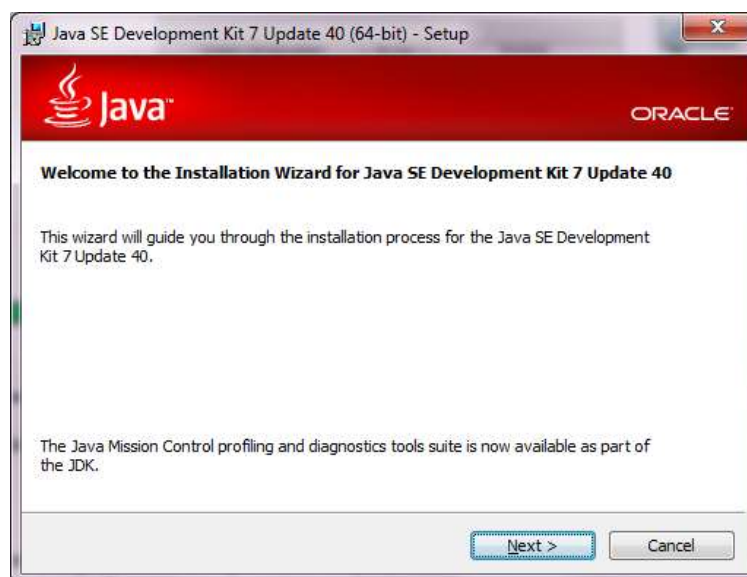 Java SE Development Kit 7 Update 40 (64-bit) - Setup
Java™
ORACLE
Welcome to the Installation Wizard for Java SE Development Kit 7 Update 40
This wizard will guide you through the installation process for the Java SE Development
Kit 7 Update 40.
The Java Mission Control profiling and diagnostics tools suite is now available as part of
the JDK.
Next >
Cancel